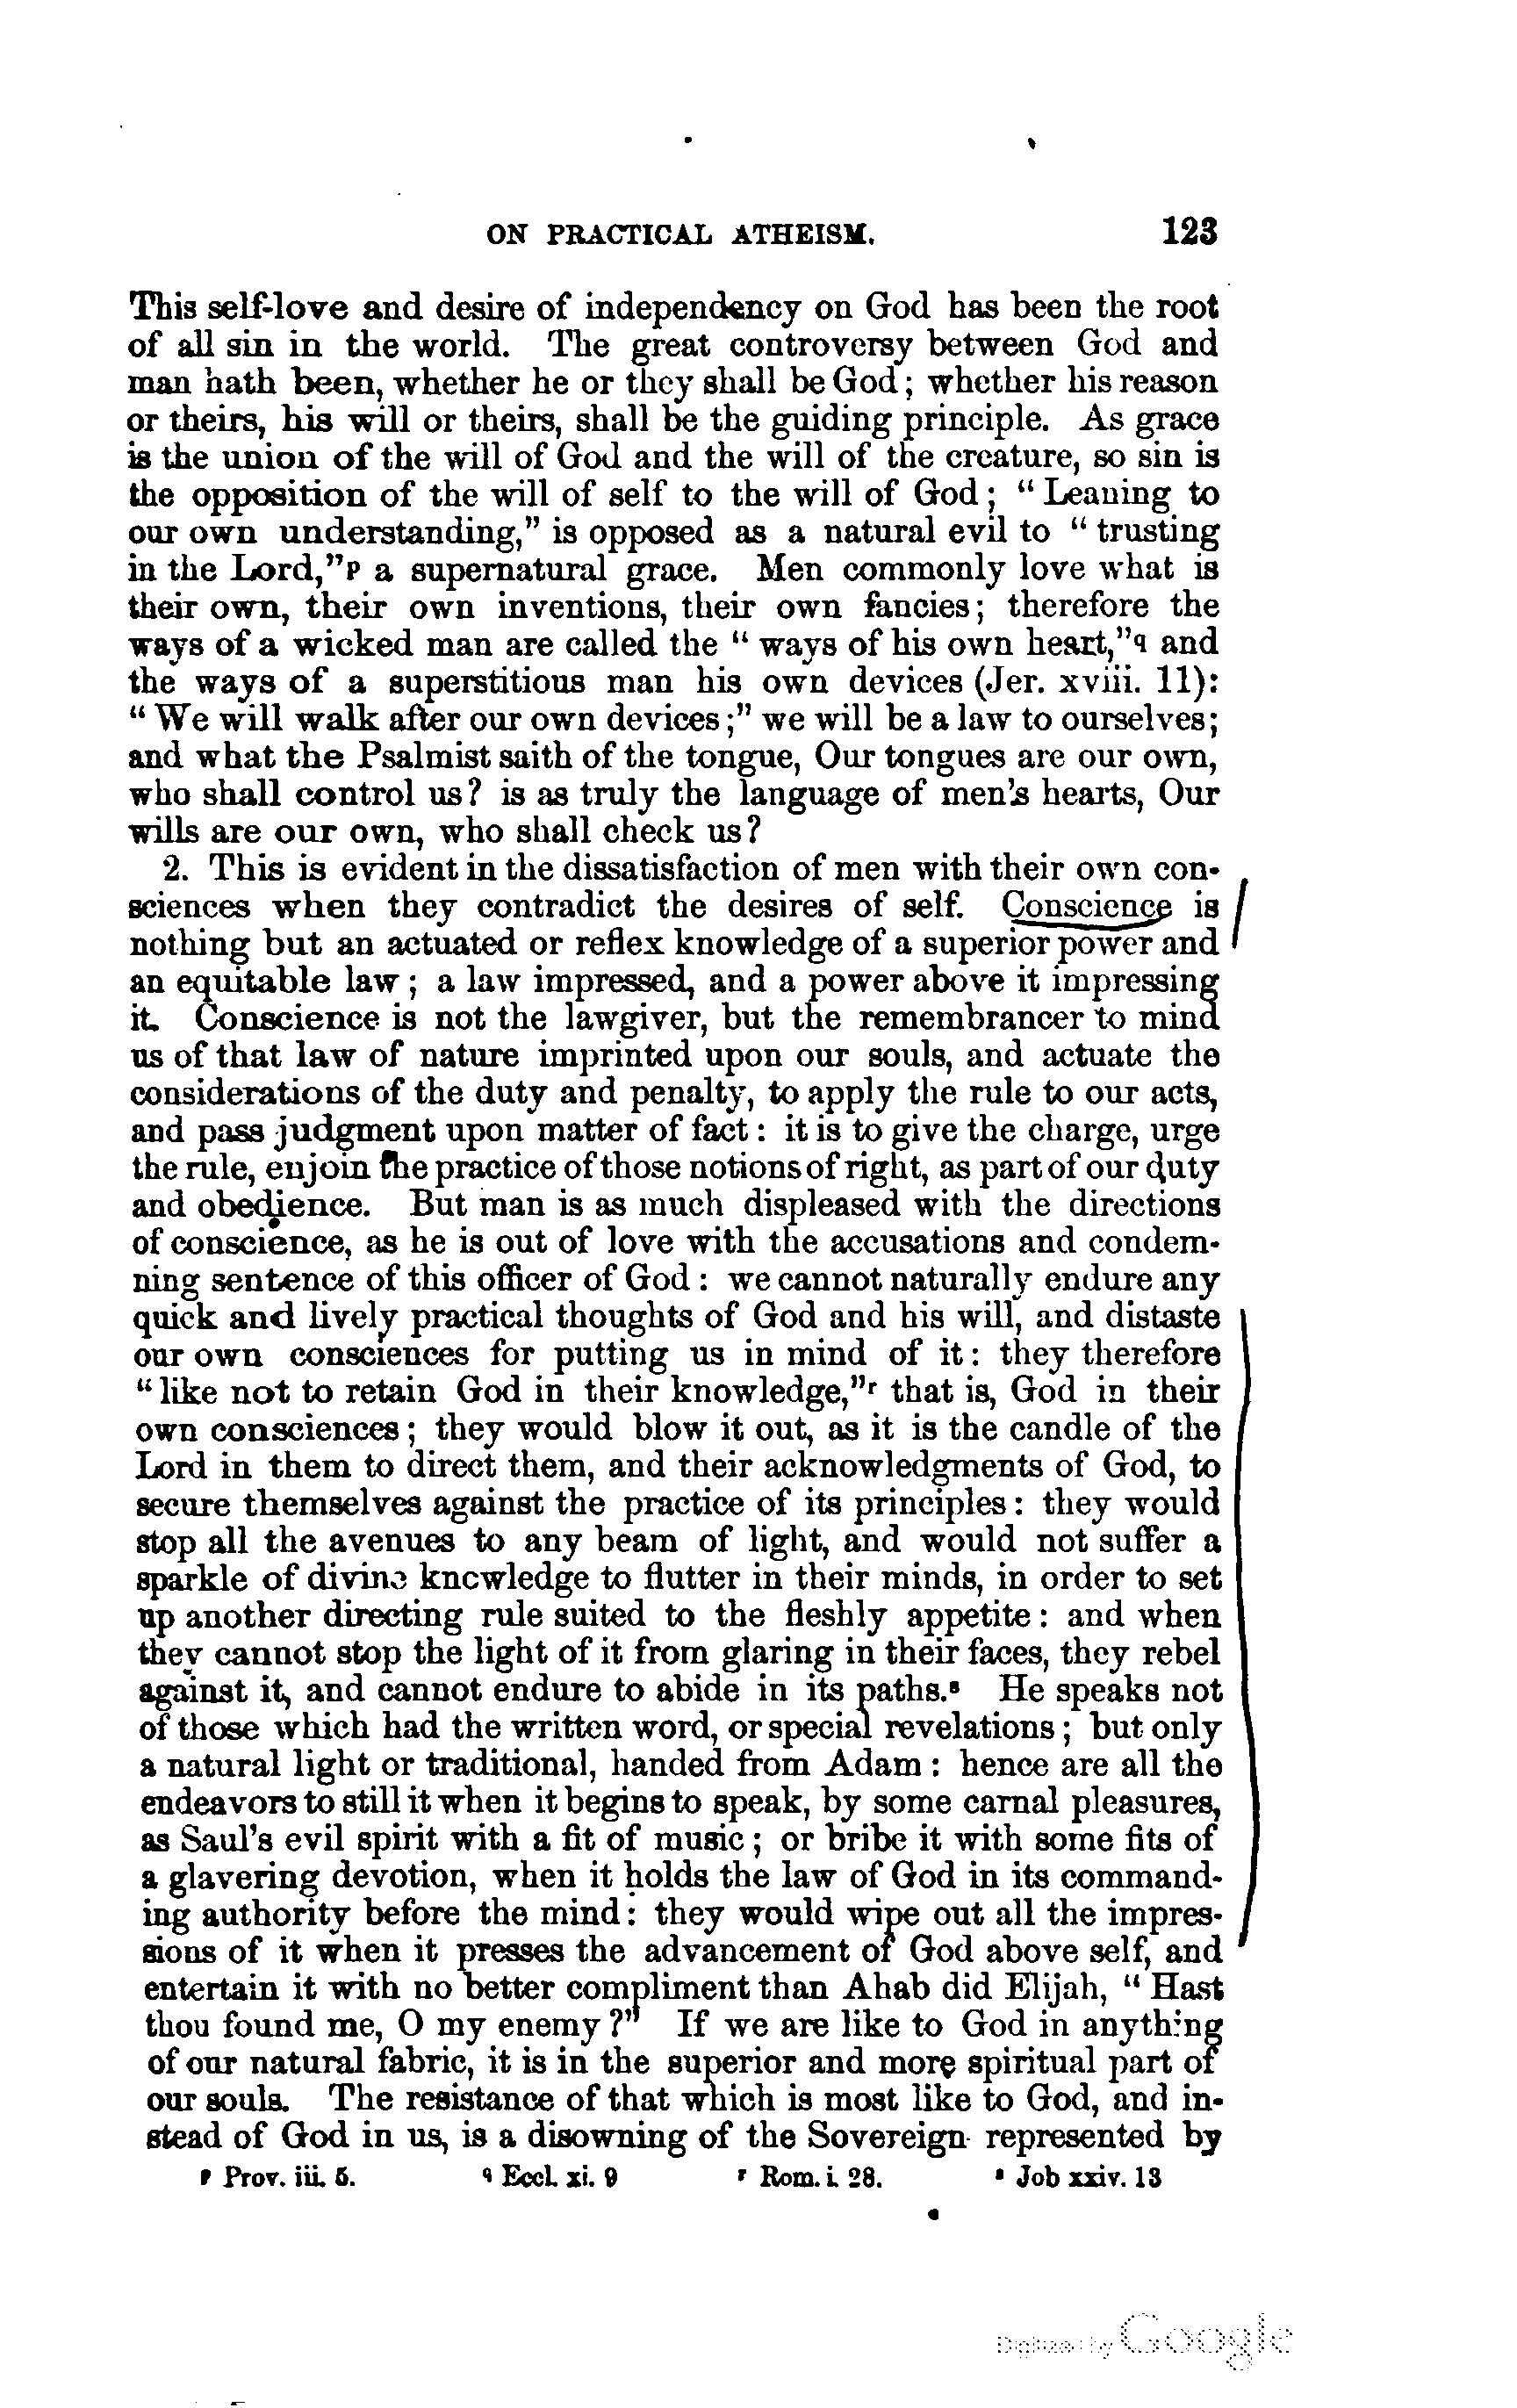 ON PRACTICAL ATHEISM. 123
This self-love and desire of independency on God has been the root
of all sin in the world. The great controversy between God and
man hath been, whether he or they shall be God; whether his reason
or theirs, his will or theirs, shall be the guiding principle. As grace
is the union of the will of God and the will of the creature, so sin is
the opposition of the will of self to the will of God; “Leaning to
our own understanding,” is opposed as a natural evil to “trusting
in the Lord,”p a supernatural grace. Men commonly love what is
their own, their own inventions, their own fancies; therefore the
ways of a wicked man are called the “ways of his own heart,”q and
the ways of a superstitious man his own devices (Jer. xviii. 11):
“We will walk after our own devices;” we will be a law to ourselves;
and what the Psalmist saith of the tongue, Our tongues are our own,
who shall control us? is as truly the language of men's hearts, Our
wills are our own, who shall check us?
2. This is evident in the dissatisfaction of men with their own con-
sciences when they contradict the desires of self. Conscience is
nothing but an actuated or reflex knowledge of a superior power and
an equitable law; a law impressed, and a power above it impressing
it. Conscience is not the lawgiver, but the remembrancer to mind
us of that law of nature imprinted upon our souls, and actuate the
considerations of the duty and penalty, to apply the rule to our acts,
and pass judgment upon matter of fact: it is to give the charge, urge
the rule, enjoin the practice of those notions of right, as part of our duty
and obedience. But man is as much displeased with the directions
of conscience, as he is out of love with the accusations and condem-
ning sentence of this officer of God: we cannot naturally endure any
quick and lively practical thoughts of God and his will, and distaste
our own consciences for putting us in mind of it: they therefore
“like not to retain God in their knowledge,”r that is, God in their
own consciences; they would blow it out, as it is the candle of the
Lord in them to direct them, and their acknowledgments of God, to
secure themselves against the practice of its principles: they would
stop all the avenues to any beam of light, and would not suffer a
sparkle of divine knowledge to flutter in their minds, in order to set
up another directing rule suited to the fleshly appetite: and when
they cannot stop the light of it from glaring in their faces, they rebel
against it, and cannot endure to abide in its paths.s He speaks not
of those which had the written word, or special revelations; but only
a natural light or traditional, handed from Adam: hence are all the
endeavors to still it when it begins to speak, by some carnal pleasures,
as Saul's evil spirit with a fit of music; or bribe it with some fits of
a glavering devotion, when it holds the law of God in its command-
ing authority before the mind: they would wipe out all the impres-
sions of it when it presses the advancement of God above self, and
entertain it with no better compliment than Ahab did Elijah, “Hast
thou found me, O my enemy?” If we are like to God in anything
of our natural fabric, it is in the superior and more spiritual part of
our souls. The resistance of that which is most like to God, and in-
stead of God in us, is a disowning of the Sovereign represented by
p Prov. iii. 5. q Eccl. xi. 9 r Rom. i. 28. s Job xxiv. 13
Digitized by Google